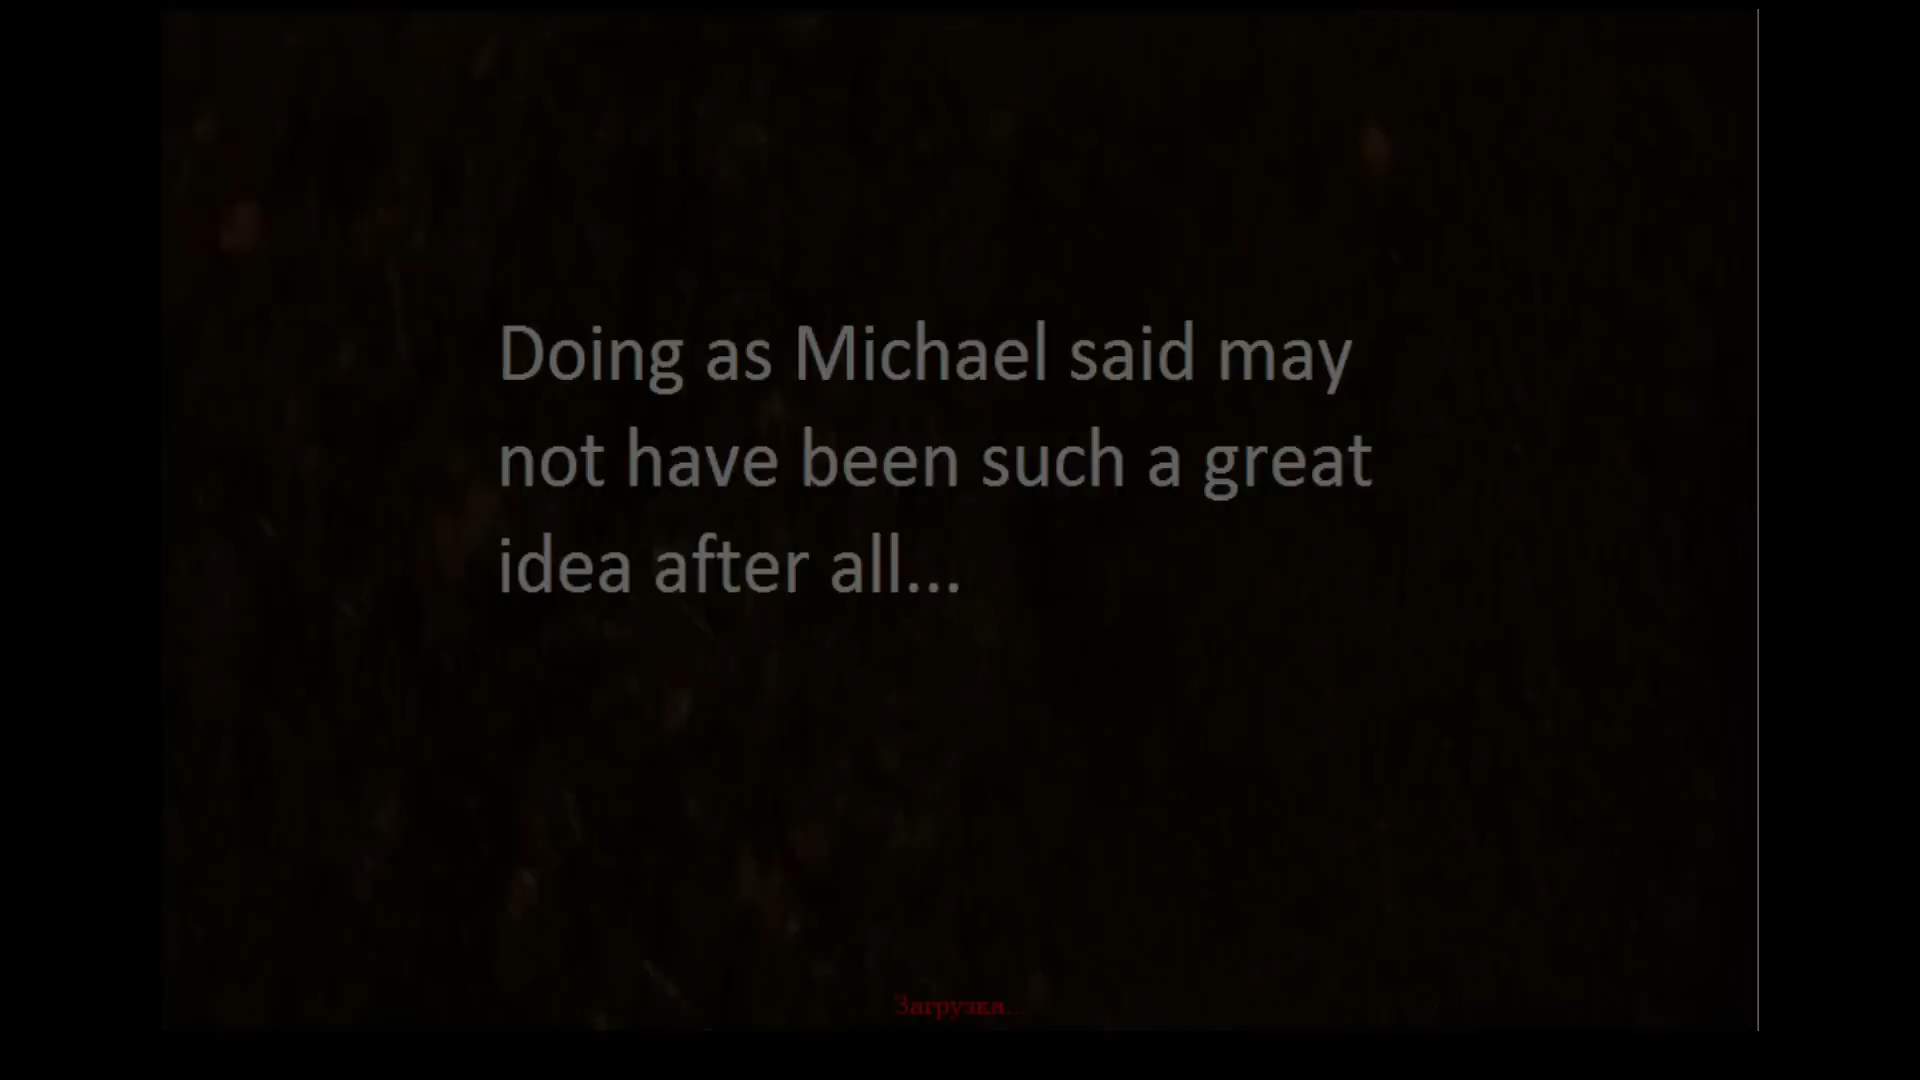 Doing as Michael said may
not have been such a great
idea after all...
Загрузка...